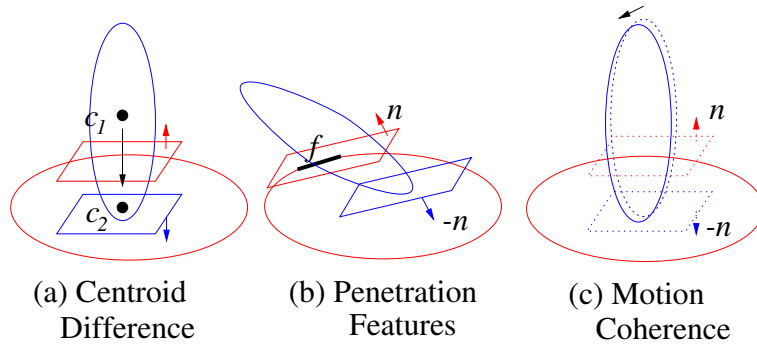 c1
c2
f
n
-n
n
-n
(a) Centroid
Difference
(b) Penetration
Features
(c) Motion
Coherence